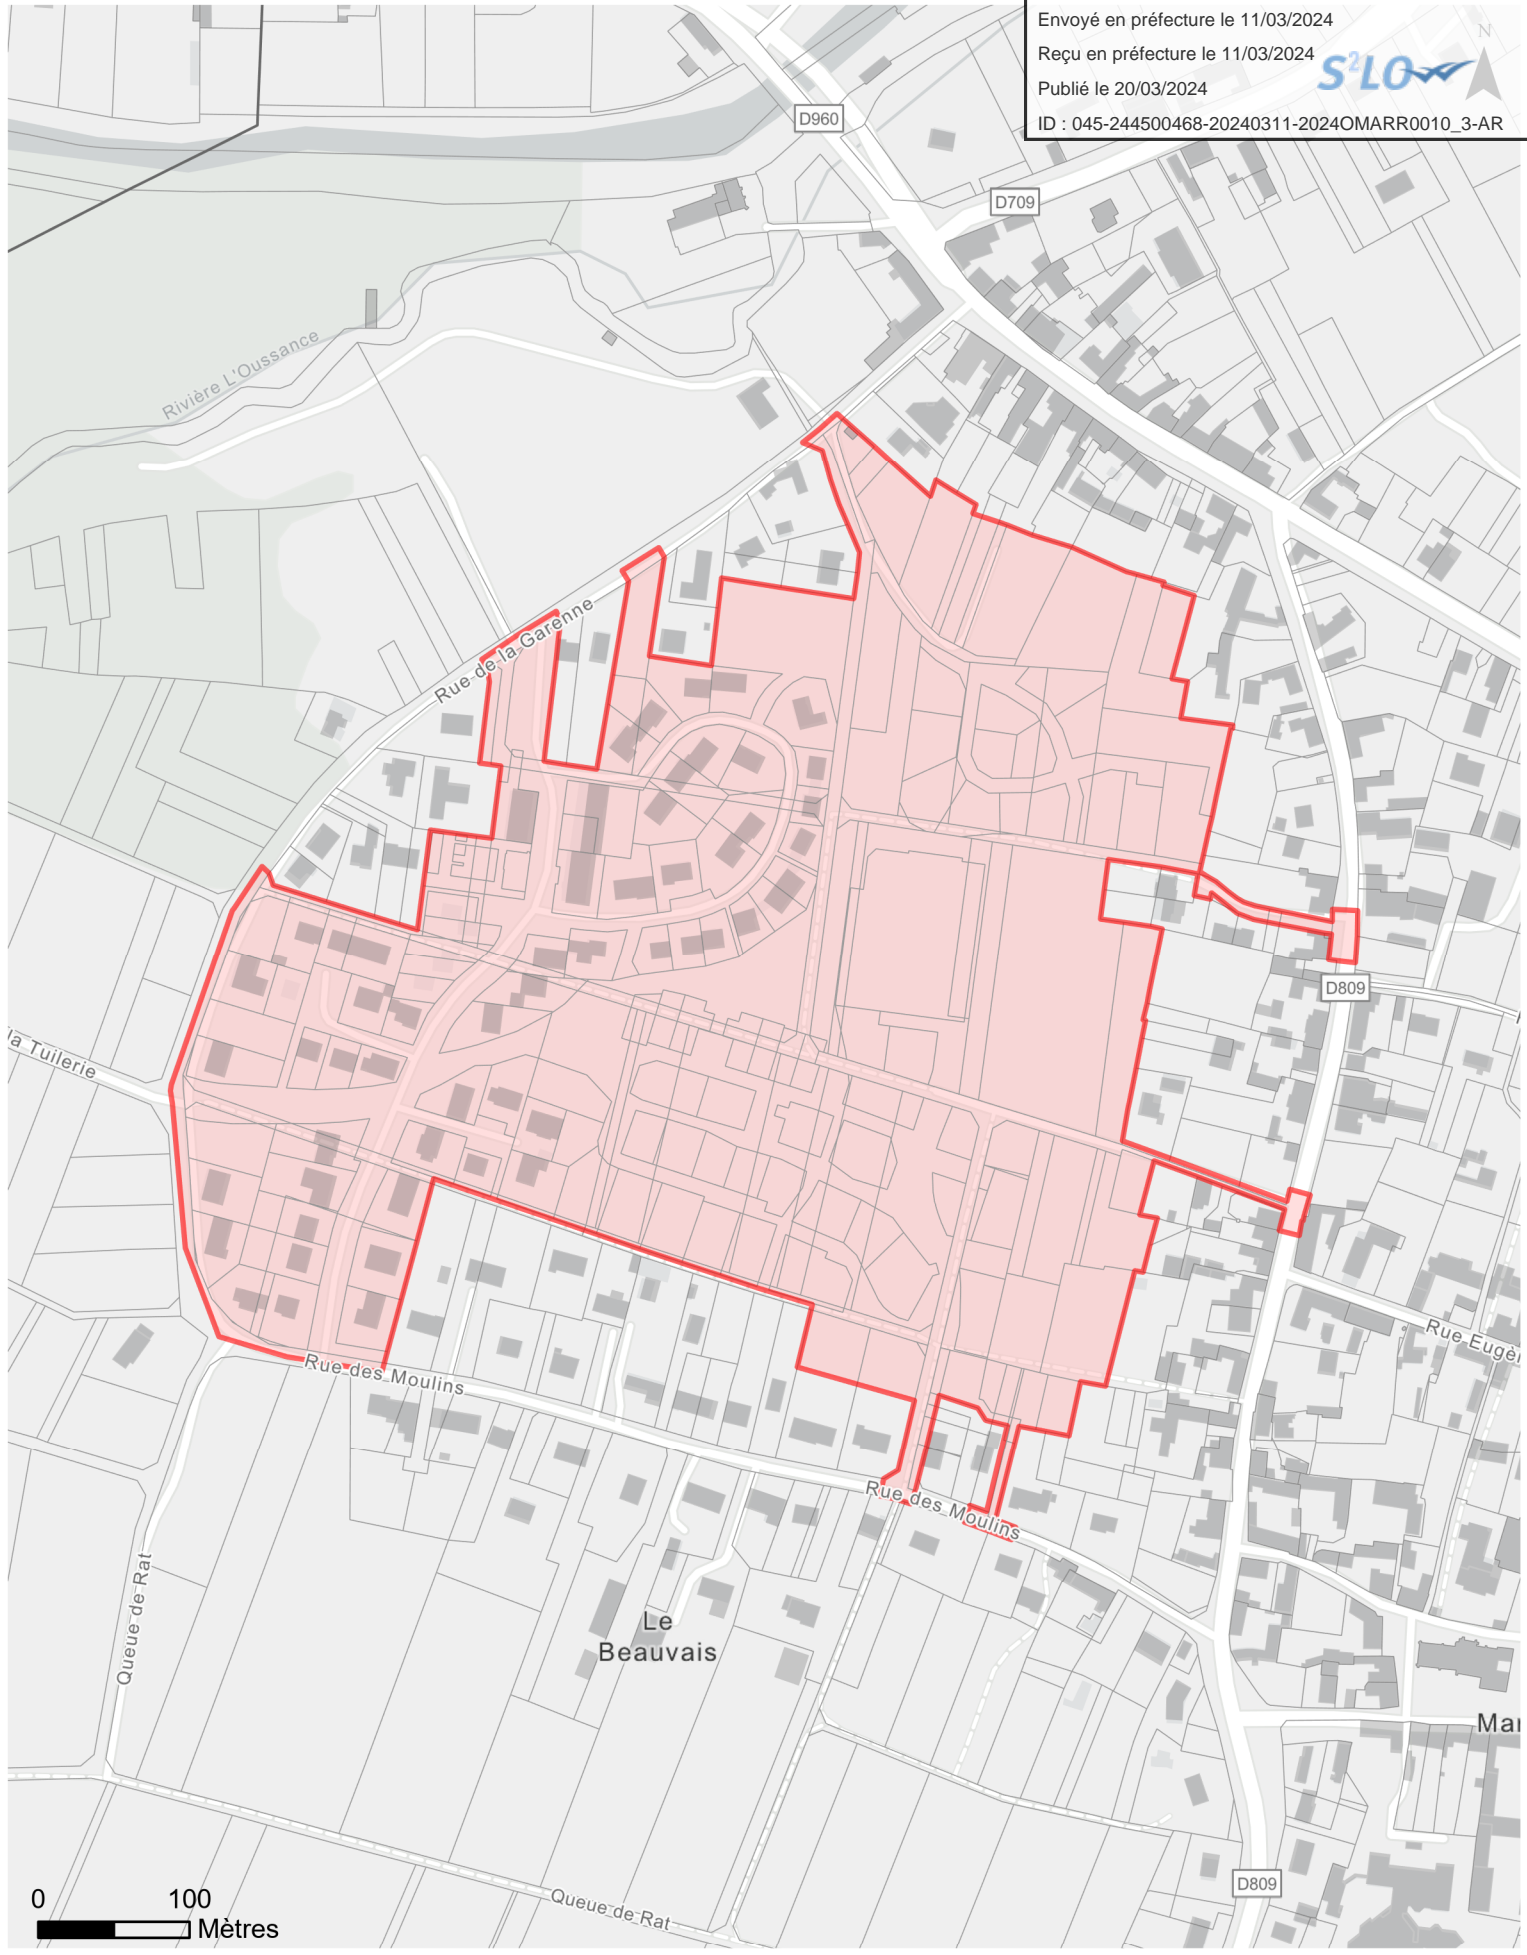 Envoyé en préfecture le 11/03/2024
Reçu en préfecture le 11/03/2024
Publié le 20/03/2024
S²LO
ID : 045-244500468-20240311-2024OMARR0010_3-AR
N
D960
D709
Rivière L'Oussance
Rue de la Garenne
D809
la Tuilerie
Rue des Moulins
Rue Eugèn
Rue des Moulins
Queue de Rat
Le
Beauvais
Mar
D809
Queue de Rat
0 100
Mètres